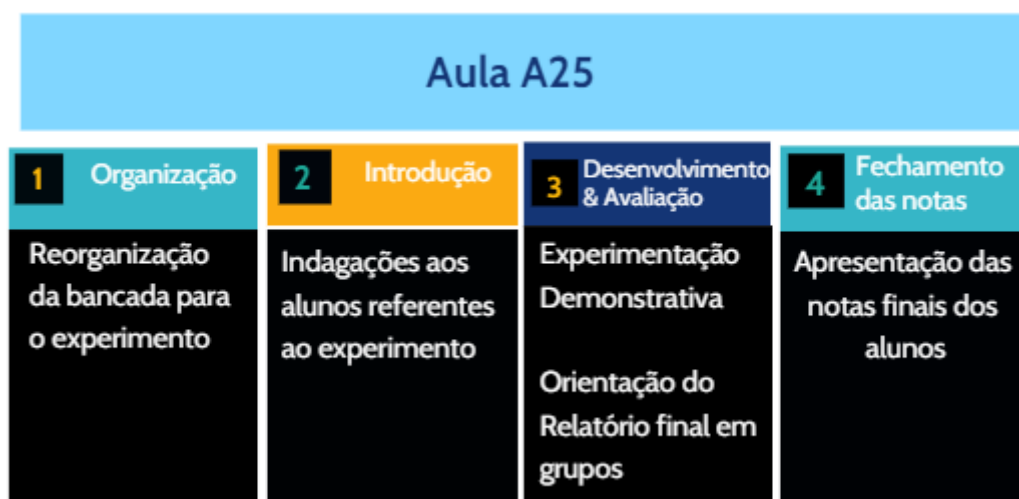 Aula A25
1 Organização
Reorganização
da bancada para
o experimento
2 Introdução
Indagações aos
alunos referentes
ao experimento
3 Desenvolvimento
& Avaliação
Experimentação
Demonstrativa
Orientação do
Relatório final em
grupos
4 Fechamento
das notas
Apresentação das
notas finais dos
alunos